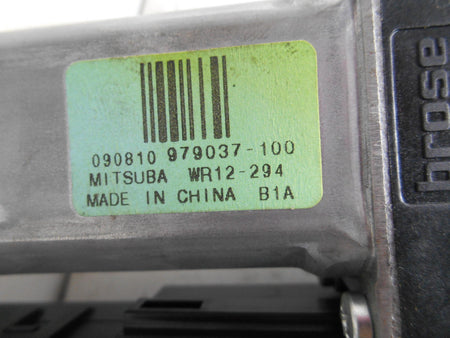 090810 979037-100
MITSUBA WR12-294
MADE IN CHINA B1A
brose